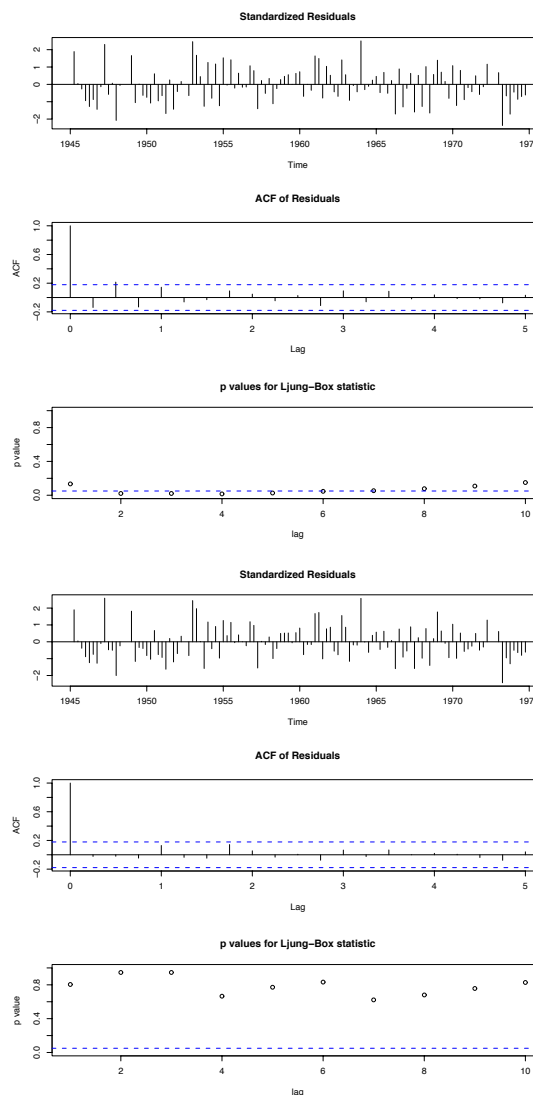 Standardized Residuals
2
1
0
−2
1945 1950 1955 1960 1965 1970 197
Time
ACF of Residuals
ACF
1.0
0.6
0.2
−0.2
0 1 2 3 4 5
Lag
p values for Ljung−Box statistic
p value
0.8
0.4
0.0
2 4 6 8 10
lag
Standardized Residuals
2
1
0
−2
1945 1950 1955 1960 1965 1970 197
Time
ACF of Residuals
ACF
1.0
0.6
0.2
−0.2
0 1 2 3 4 5
Lag
p values for Ljung−Box statistic
p value
0.8
0.4
0.0
2 4 6 8 10
lag